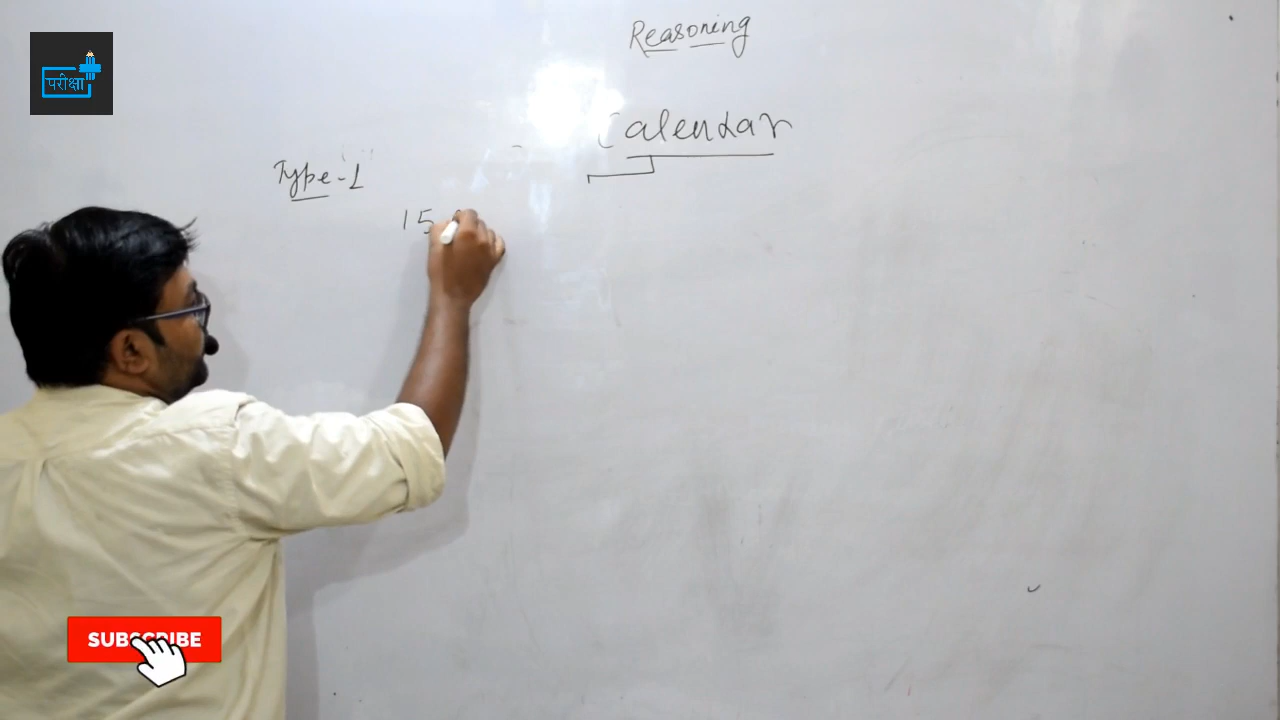 Reasoning
परीक्षा
Calendar
Type-1
15
SUBSCRIBE